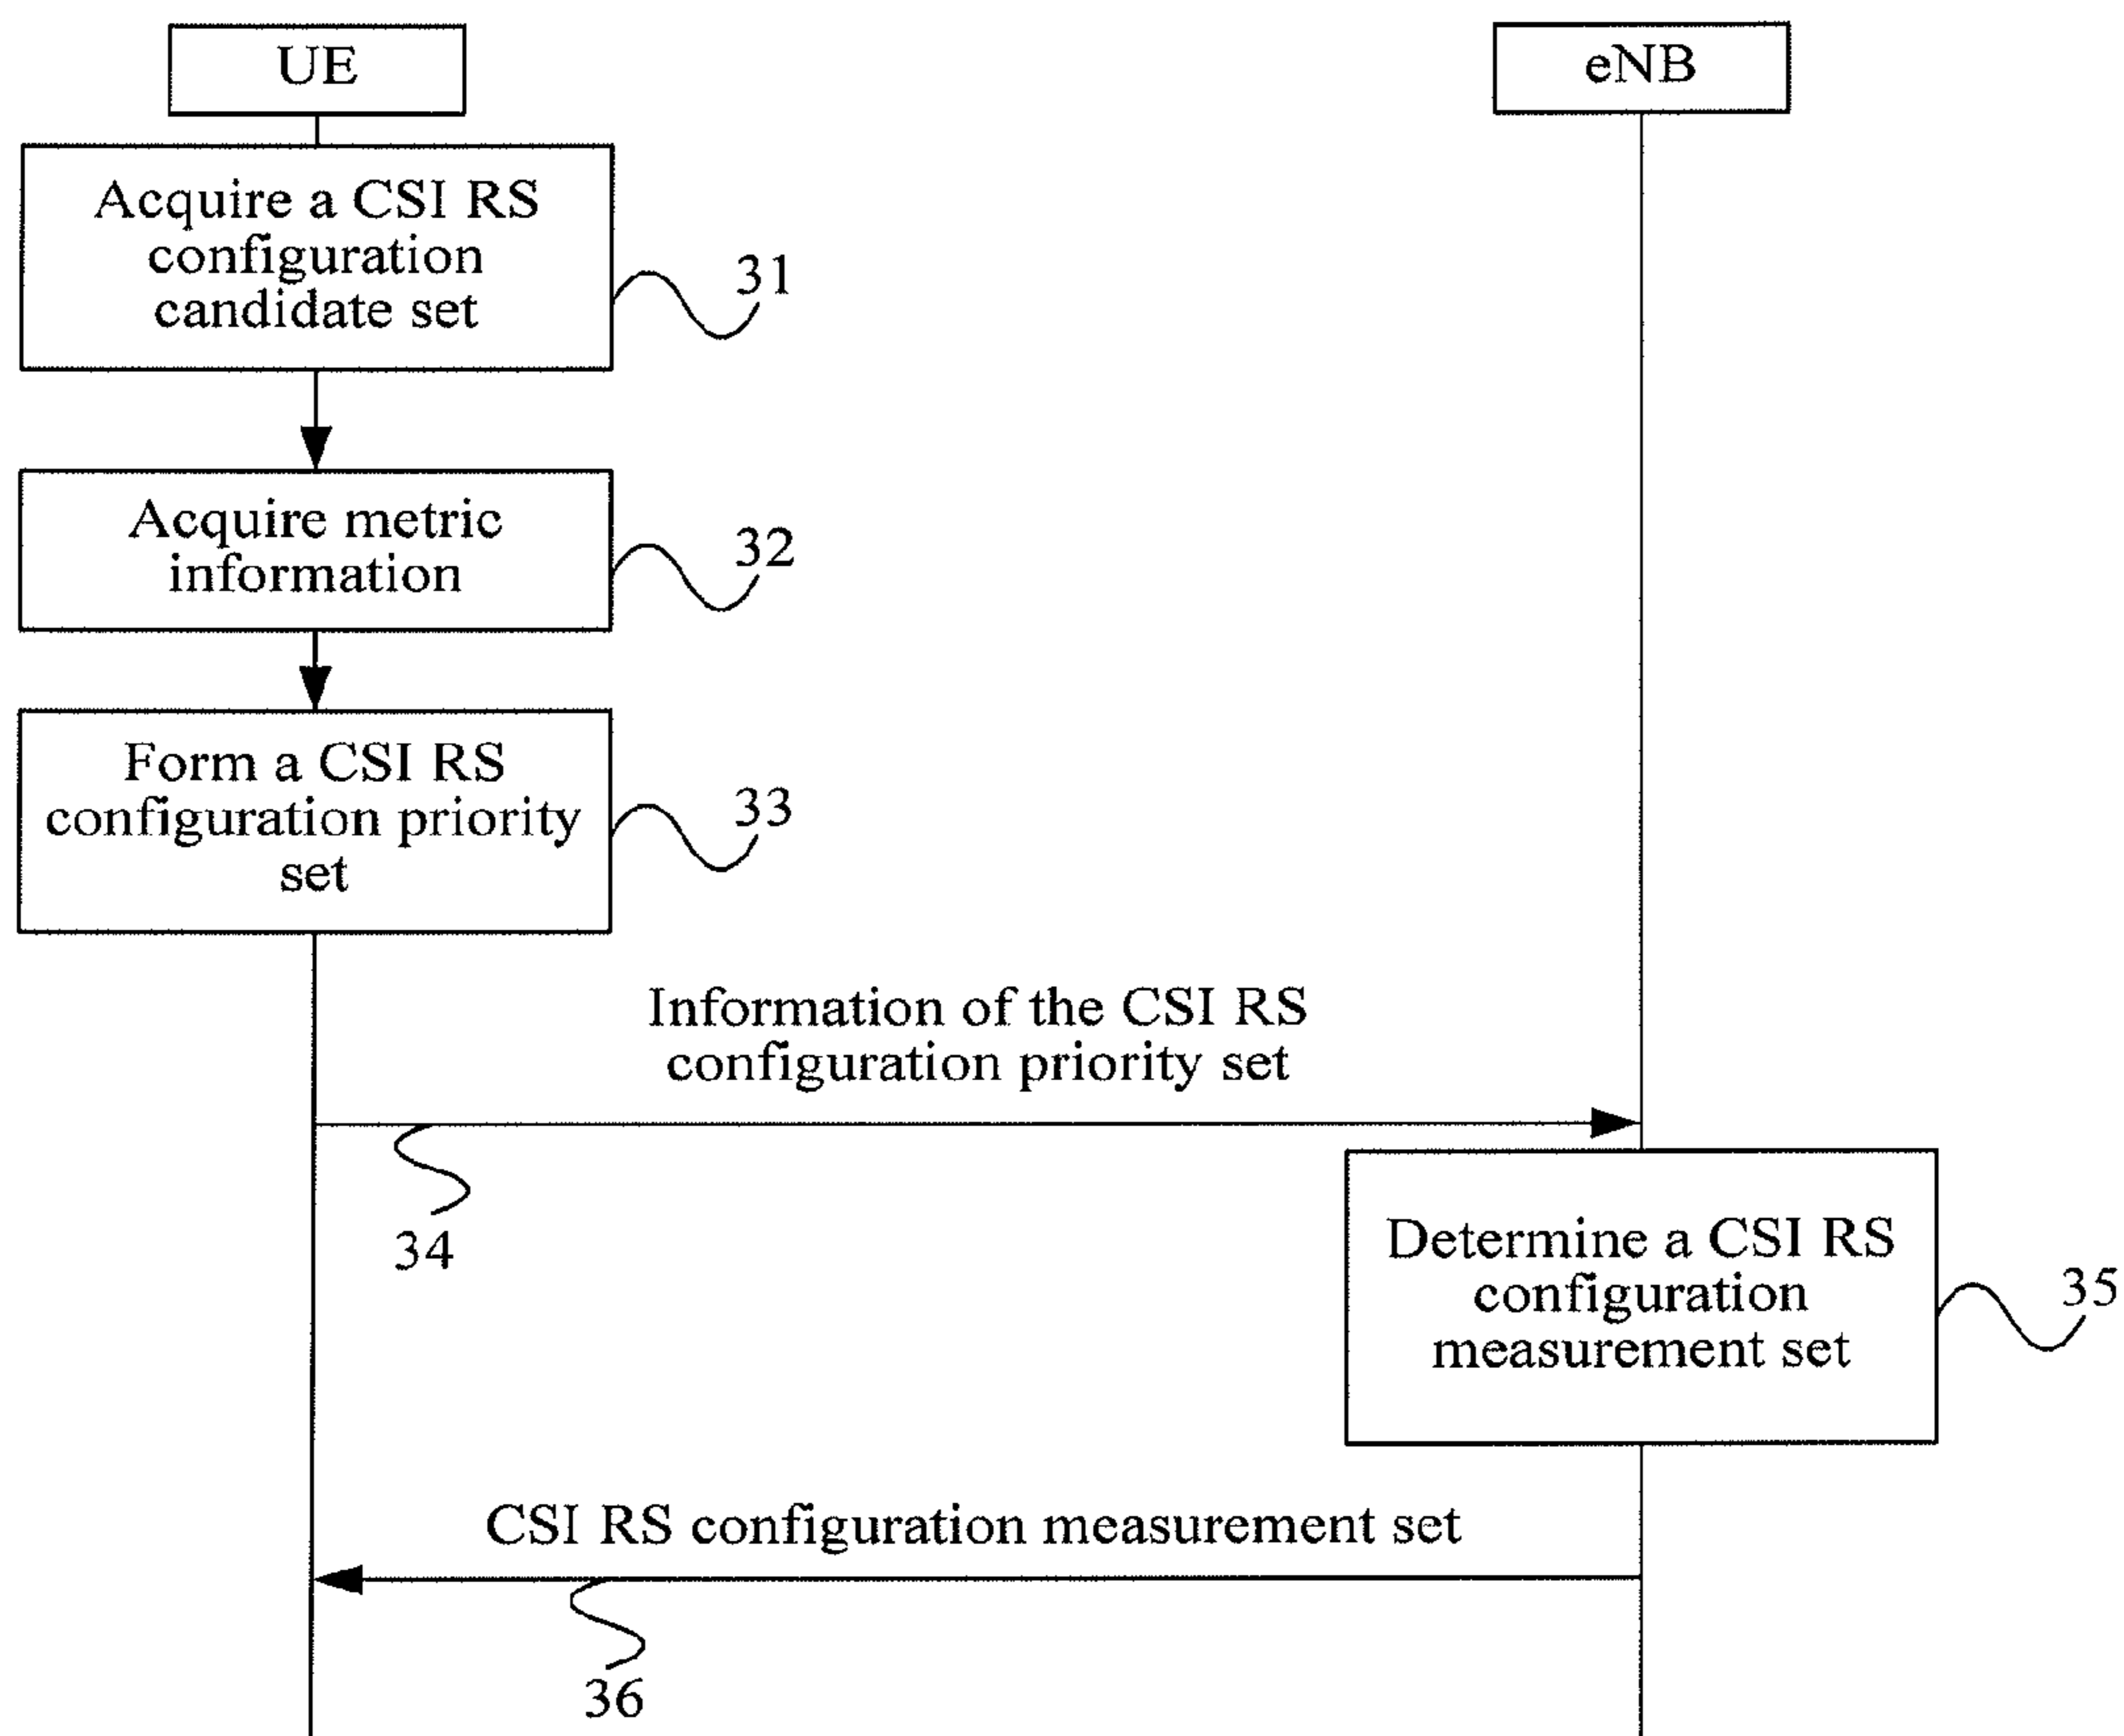 UE
eNB
Acquire a CSI RS
configuration
candidate set
31
Acquire metric
information
32
Form a CSI RS
configuration priority
set
33
Information of the CSI RS
configuration priority set
34
Determine a CSI RS
configuration
measurement set
35
CSI RS configuration measurement set
36